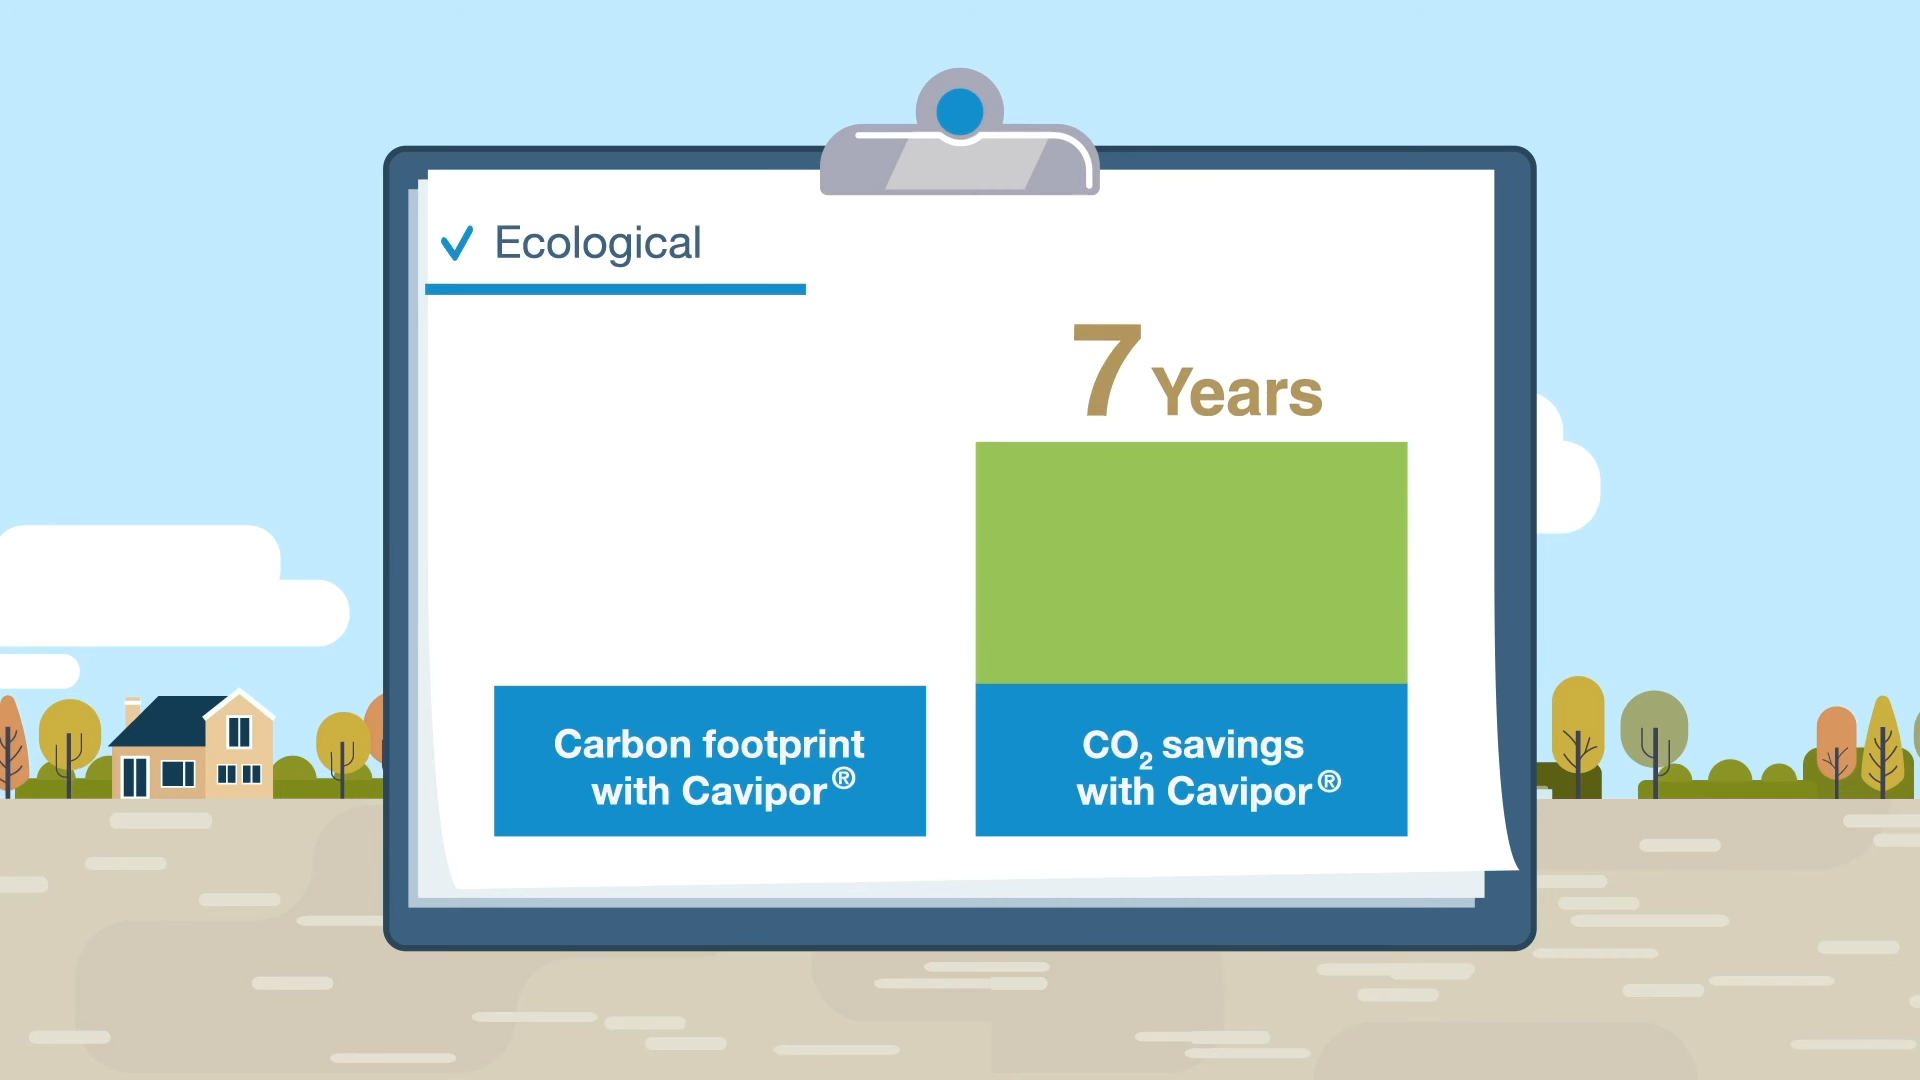 Ecological
7 Years
Carbon footprint
with Cavipor®
CO₂ savings
with Cavipor®